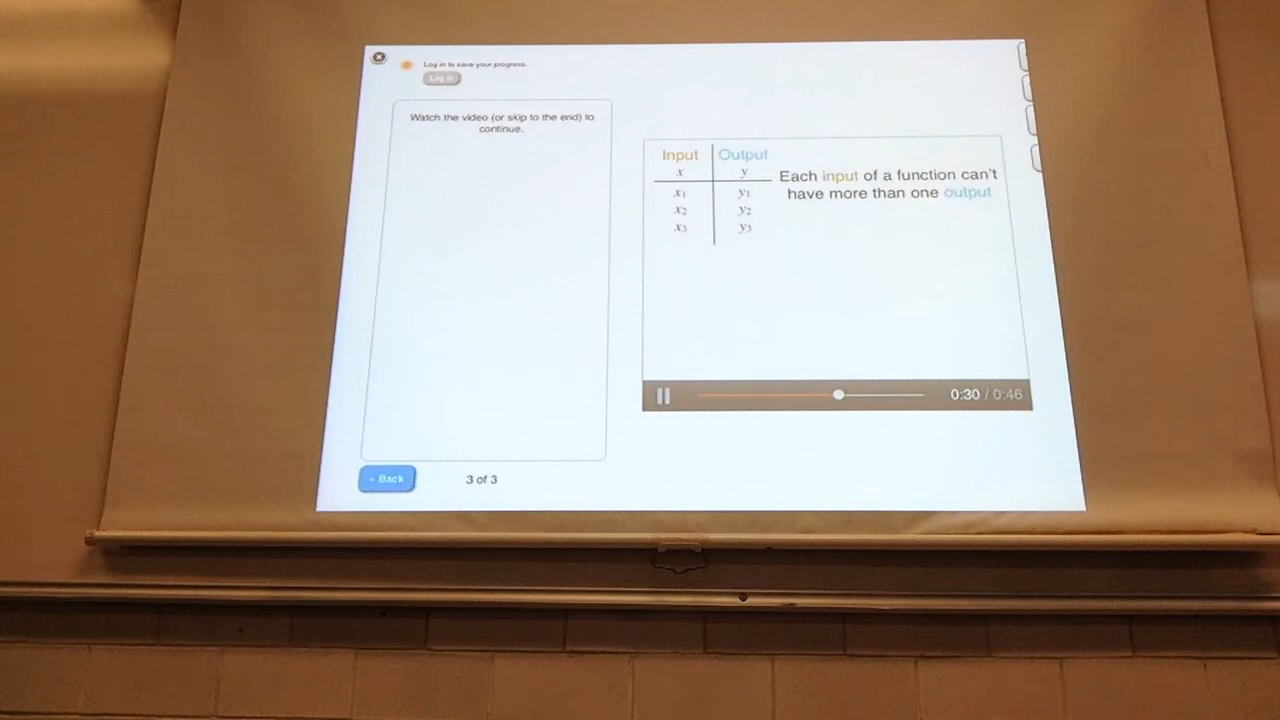 Log in to save your progress.
Log in
Watch the video (or skip to the end) to
continue.
Input Output
x y
x1 y1
x2 y2
x3 y3
Each input of a function can't
have more than one output
0:30 / 0:46
Back
3 of 3